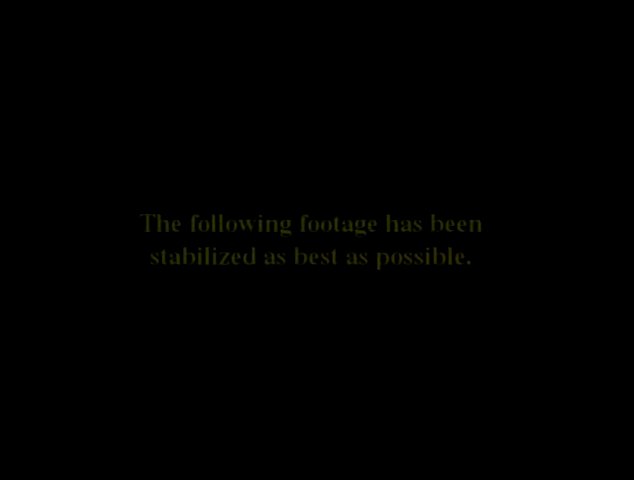 The following footage has been
stabilized as best as possible.